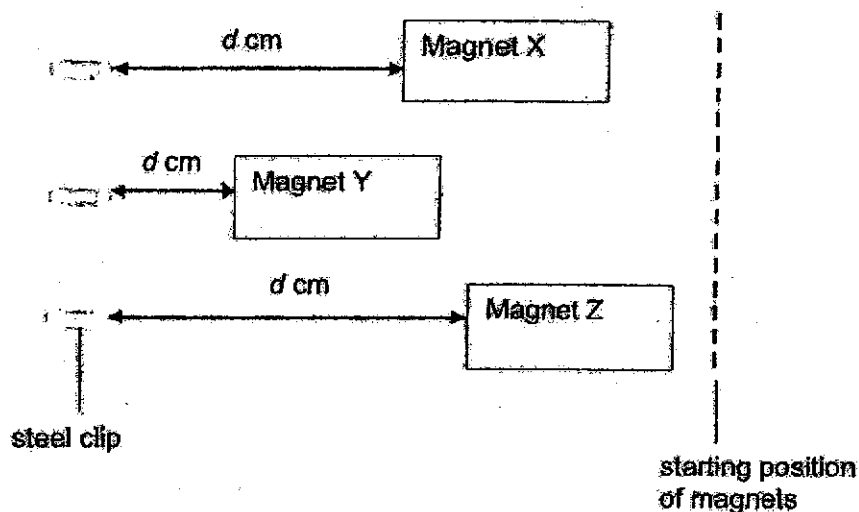 d cm
Magnet X
d cm
Magnet Y
d cm
Magnet Z
steel clip
starting position
of magnets